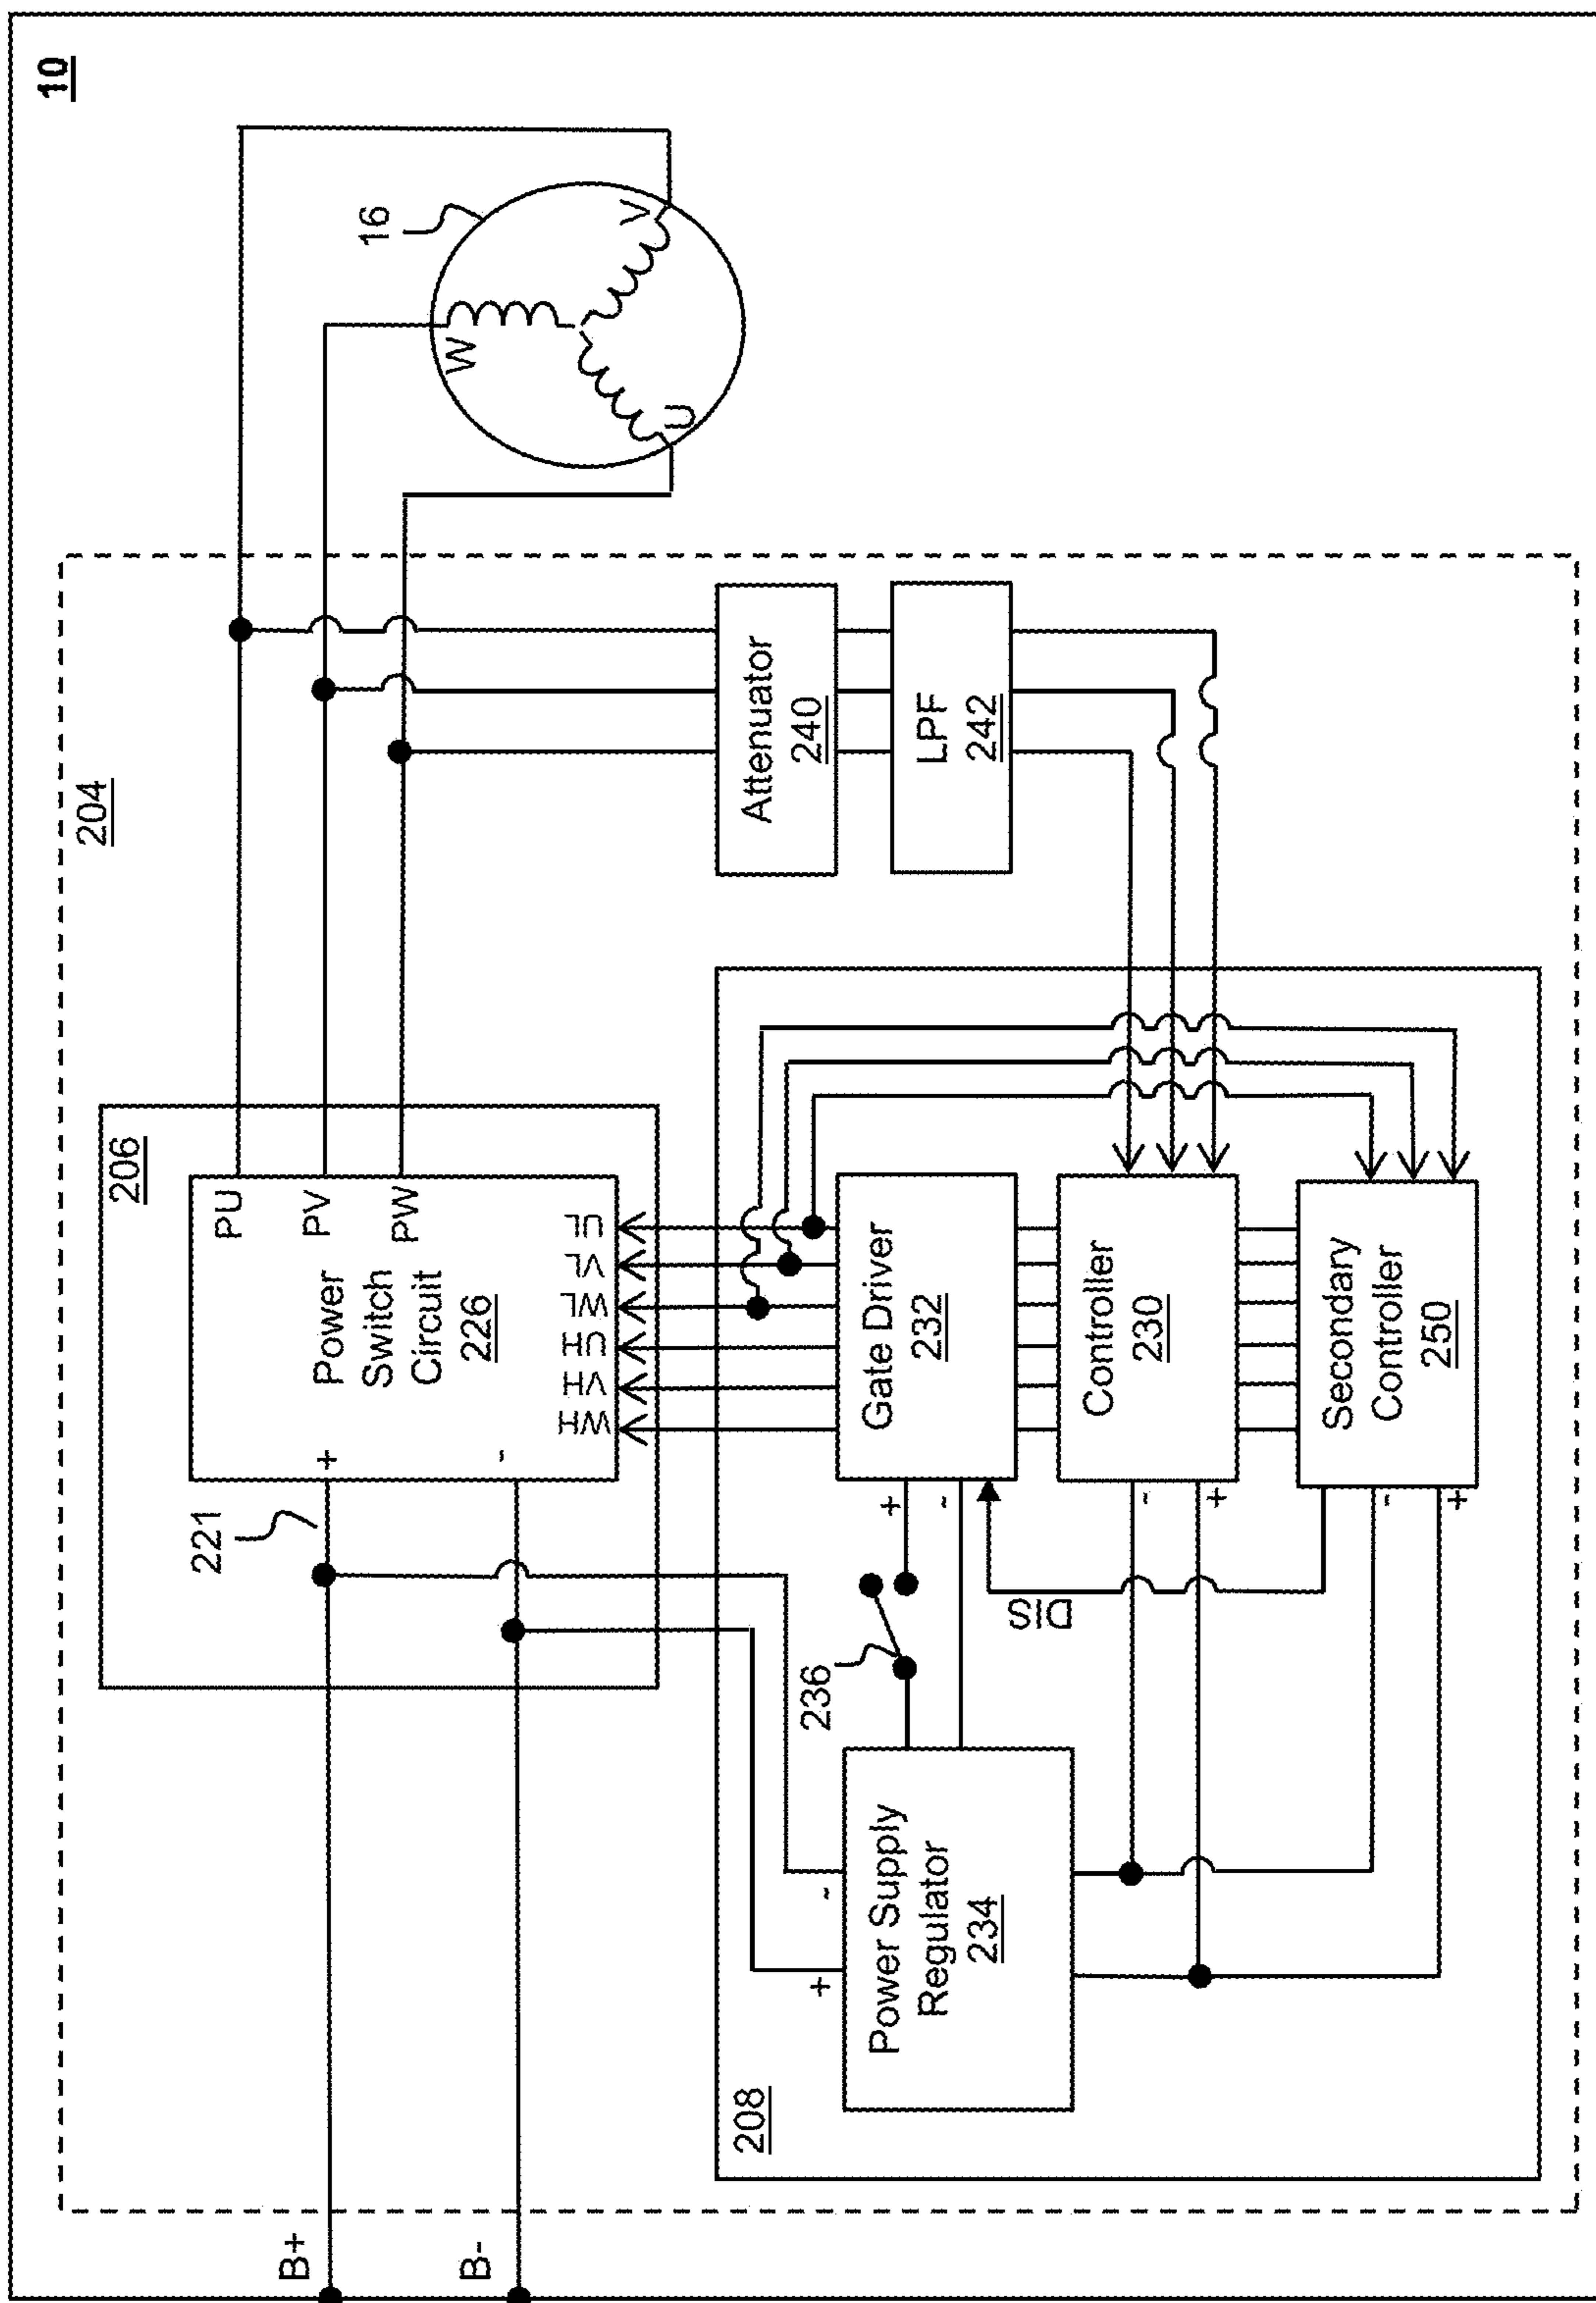 10
204
206
PU
PV
PW
Power
Switch
Circuit
226
+
-
UL
VL
WL
UH
VH
WH
221
B+
B-
16
W
V
U
Attenuator
240
LPF
242
208
Gate Driver
232
+
-
236
DIS
Controller
230
-
+
Secondary
Controller
250
-
+
Power Supply
Regulator
234
-
+